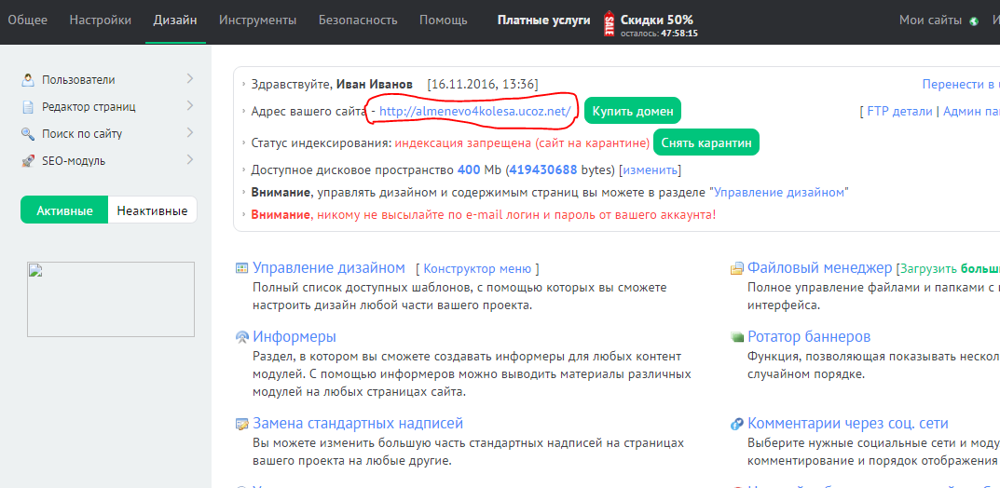 Общее Настройки Дизайн Инструменты Безопасность Помощь Платные услуги SALE Скидки 50% Мои сайты
осталось: 47:58:15
Пользователи
Редактор страниц
Поиск по сайту
SEO-модуль
Активные Неактивные
Здравствуйте, Иван Иванов [16.11.2016, 13:36] Перенести в
Адрес вашего сайта - http://almenevo4kolesa.ucoz.net/ Купить домен [ FTP детали | Админ
Статус индексирования: индексация запрещена (сайт на карантине) Снять карантин
Доступное дисковое пространство 400 Mb (419430688 bytes) [изменить]
Внимание, управлять дизайном и содержимым страниц вы можете в разделе "Управление дизайном"
Внимание, никому не высылайте по e-mail логин и пароль от вашего аккаунта!
Управление дизайном [ Конструктор меню ]
Полный список доступных шаблонов, с помощью которых вы сможете
настроить дизайн любой части вашего проекта.
Файловый менеджер [Загрузить
Полное управление файлами и папками с
интерфейса.
Информеры
Раздел, в котором вы сможете создавать информеры для любых контент
модулей. С помощью информеров можно выводить материалы различных
модулей на любых страницах сайта.
Ротатор баннеров
Функция, позволяющая показывать
случайном порядке.
Замена стандартных надписей
Вы можете изменить большую часть стандартных надписей на страницах
вашего проекта на любые другие.
Комментарии через соц. сети
Выберите нужные социальные сети и
комментирование и порядок отображения